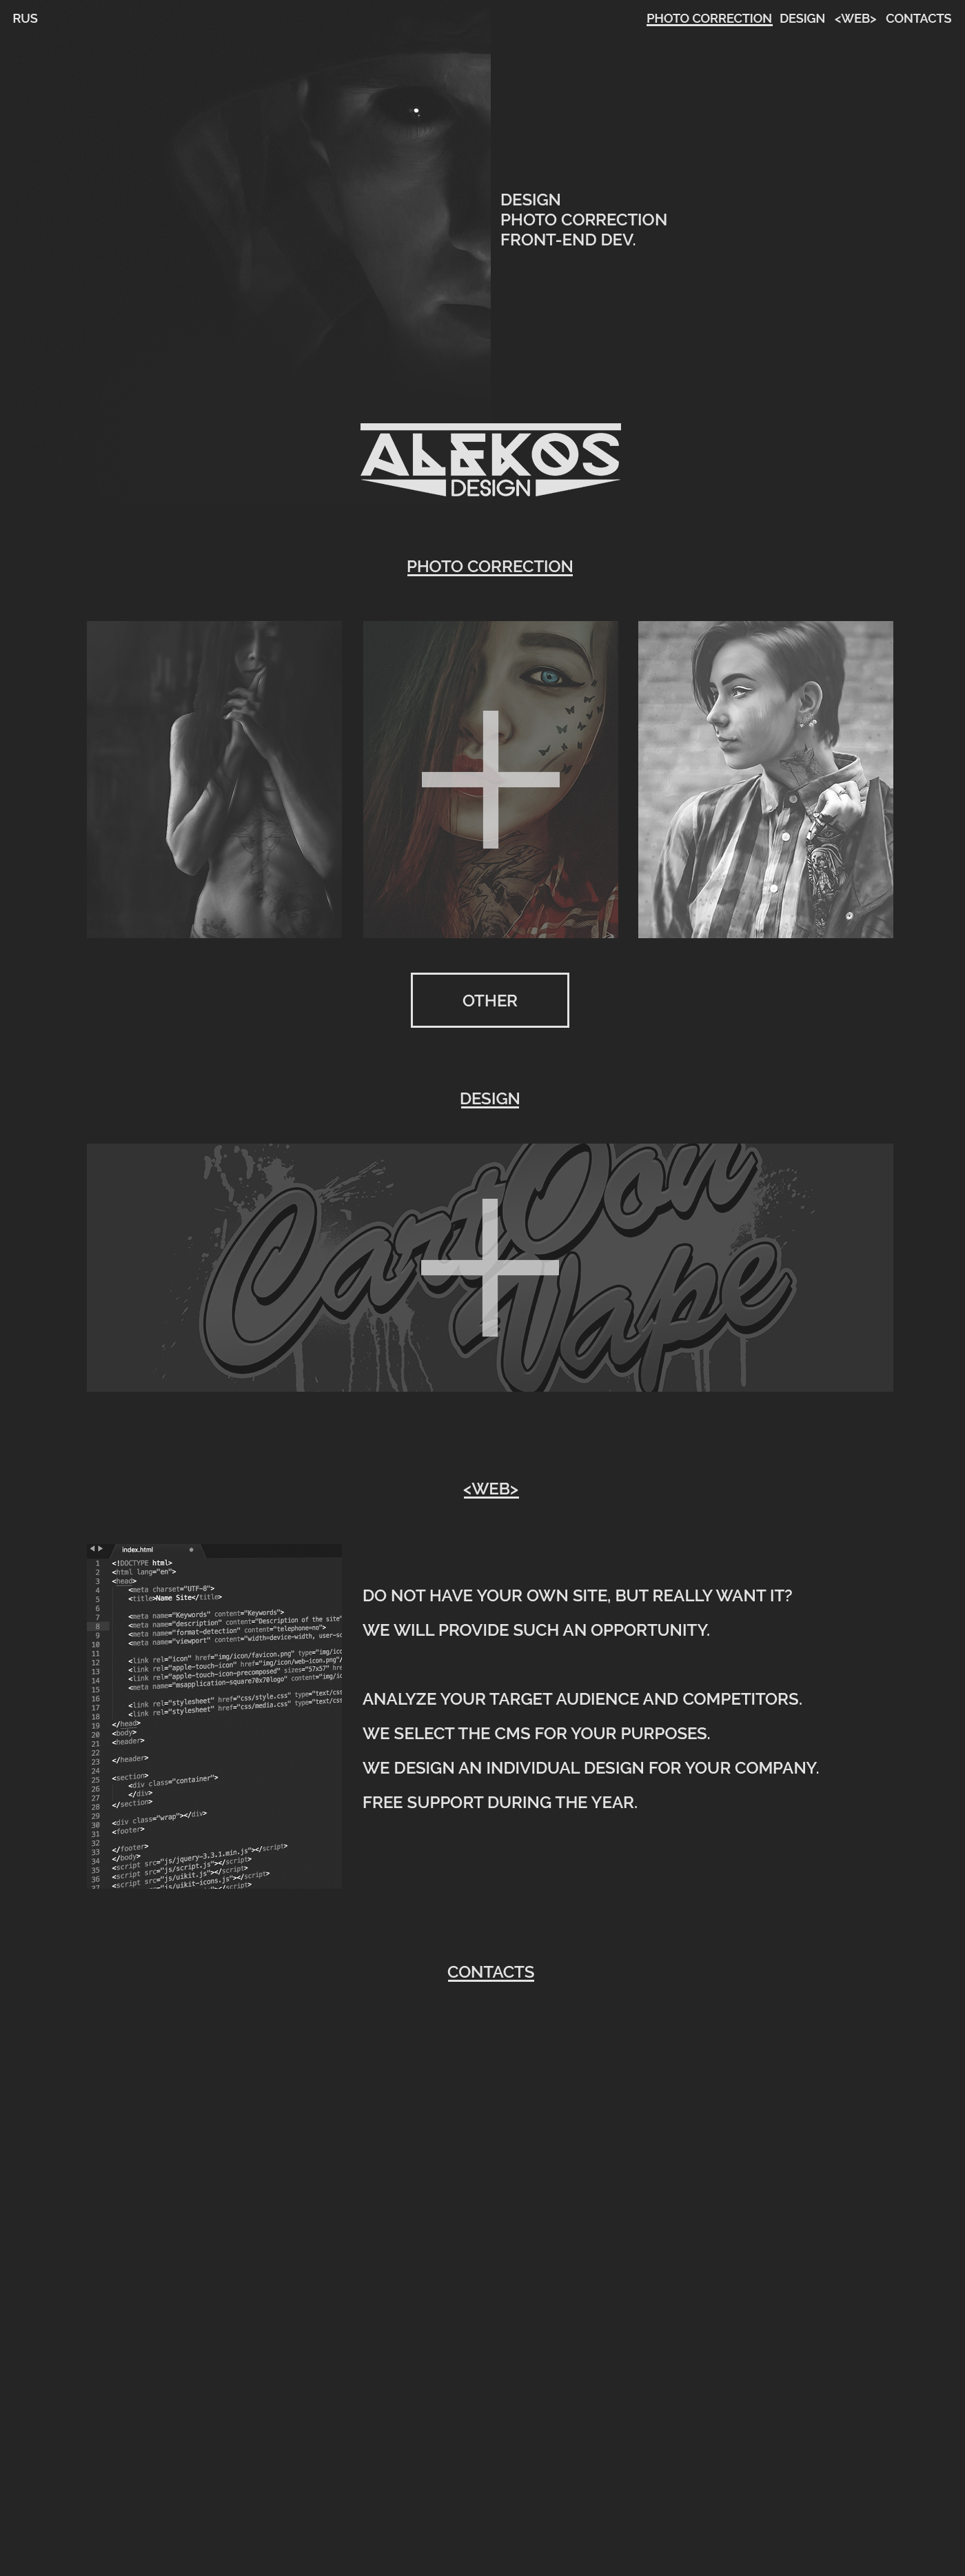 RUS
PHOTO CORRECTION DESIGN <WEB> CONTACTS
DESIGN
PHOTO CORRECTION
FRONT-END DEV.
ALEKOS
DESIGN
PHOTO CORRECTION
OTHER
DESIGN
CartOon
Vape
<WEB>
index.html
1 <!DOCTYPE html>
2 <html lang="en">
3 <head>
4 <meta charset="UTF-8">
5 <title>Name Site</title>
6
7 <meta name="Keywords" content="Keywords">
8 <meta name="description" content="Description of the site"
9 <meta name="format-detection" content="telephone=no">
10 <meta name="viewport" content="width=device-width, user-sc
11
12 <link rel="icon" href="img/icon/favicon.png" type="img/ico
13 <link rel="apple-touch-icon" href="img/icon/web-icon.png"/
14 <link rel="apple-touch-icon-precomposed" sizes="57x57" hre
15 <meta name="msapplication-square70x70logo" content="img/ic
16
17 <link rel="stylesheet" href="css/style.css" type="text/css
18 <link rel="stylesheet" href="css/media.css" type="text/css
19 </head>
20 <body>
21 <header>
22
23 </header>
24
25 <section>
26 <div class="container">
27 </div>
28 </section>
29
30 <div class="wrap"></div>
31 <footer>
32
33 </footer>
34 </body>
35 <script src="js/jquery-3.3.1.min.js"></script>
36 <script src="js/script.js"></script>
37 <script src="js/uikit.js"></script>
<script src="js/uikit-icons.js"></script>
DO NOT HAVE YOUR OWN SITE, BUT REALLY WANT IT?
WE WILL PROVIDE SUCH AN OPPORTUNITY.
ANALYZE YOUR TARGET AUDIENCE AND COMPETITORS.
WE SELECT THE CMS FOR YOUR PURPOSES.
WE DESIGN AN INDIVIDUAL DESIGN FOR YOUR COMPANY.
FREE SUPPORT DURING THE YEAR.
CONTACTS